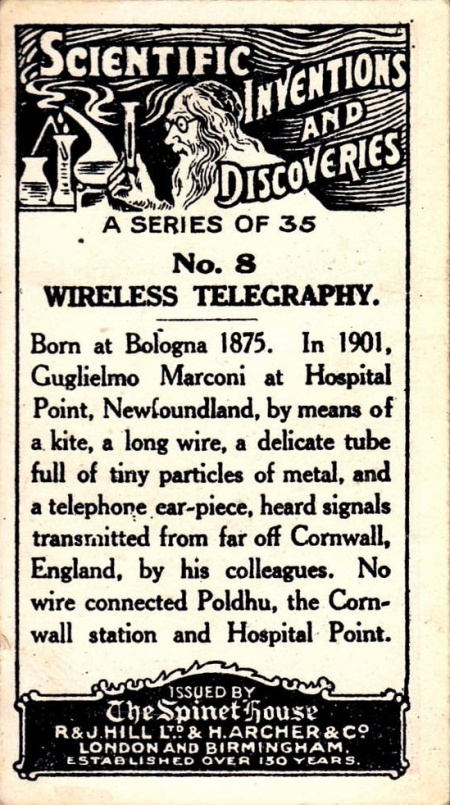 SCIENTIFIC
INVENTIONS
AND
DISCOVERIES
A SERIES OF 35
No. 8
WIRELESS TELEGRAPHY.
Born at Bologna 1875. In 1901,
Guglielmo Marconi at Hospital
Point, Newfoundland, by means of
a kite, a long wire, a delicate tube
full of tiny particles of metal, and
a telephone ear-piece, heard signals
transmitted from far off Cornwall,
England, by his colleagues. No
wire connected Poldhu, the Corn-
wall station and Hospital Point.
ISSUED BY
The Spinet House
R & J. HILL LTD & H. ARCHER & CO
LONDON AND BIRMINGHAM.
ESTABLISHED OVER 150 YEARS.